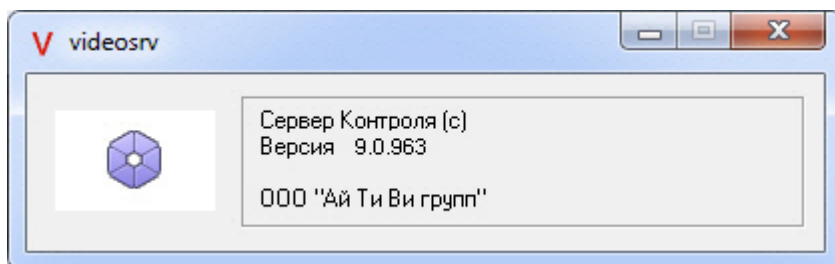 videosrv
Сервер Контроля (с)
Версия 9.0.963
ООО "Ай Ти Ви групп"